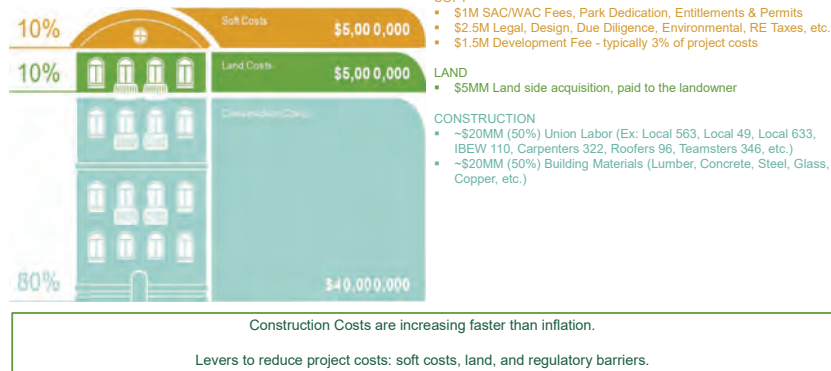 10%
Soft Costs
$5,000,000
▪ $1M SAC/WAC Fees, Park Dedication, Entitlements & Permits
▪ $2.5M Legal, Design, Due Diligence, Environmental, RE Taxes, etc.
▪ $1.5M Development Fee - typically 3% of project costs
10%
Land Costs
$5,000,000
LAND
▪ $5MM Land side acquisition, paid to the landowner
Construction Costs
CONSTRUCTION
▪ ~$20MM (50%) Union Labor (Ex: Local 563, Local 49, Local 633,
IBEW 110, Carpenters 322, Roofers 96, Teamsters 346, etc.)
▪ ~$20MM (50%) Building Materials (Lumber, Concrete, Steel, Glass,
Copper, etc.)
80%
$40,000,000
Construction Costs are increasing faster than inflation.
Levers to reduce project costs: soft costs, land, and regulatory barriers.